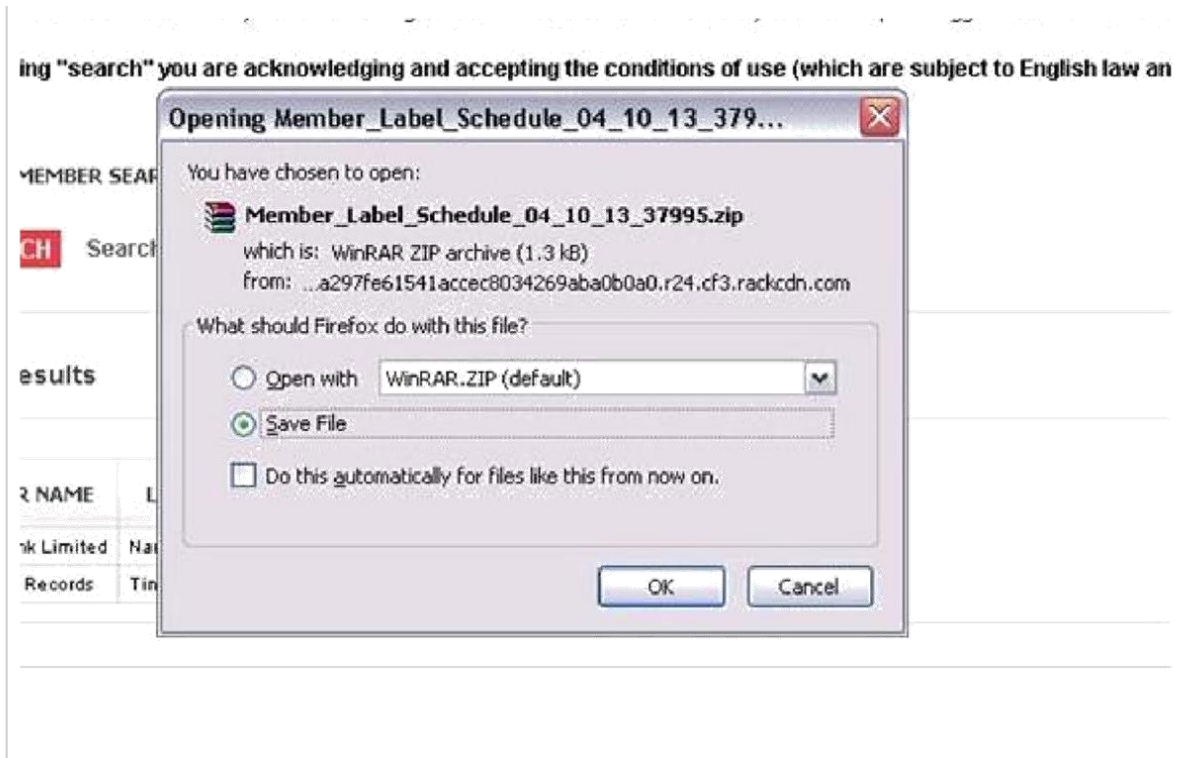 ing "search" you are acknowledging and accepting the conditions of use (which are subject to English law an
Opening Member_Label_Schedule_04_10_13_379...
MEMBER SEAR
You have chosen to open:
Member_Label_Schedule_04_10_13_37995.zip
CH Search
which is: WinRAR ZIP archive (1.3 kB)
from: ...a297fe61541accec8034269aba0b0a0.r24.cf3.rackcdn.com
What should Firefox do with this file?
esults
Open with WinRAR.ZIP (default)
Save File
Do this automatically for files like this from now on.
R NAME L
nk Limited Nar
Records Tin
OK Cancel